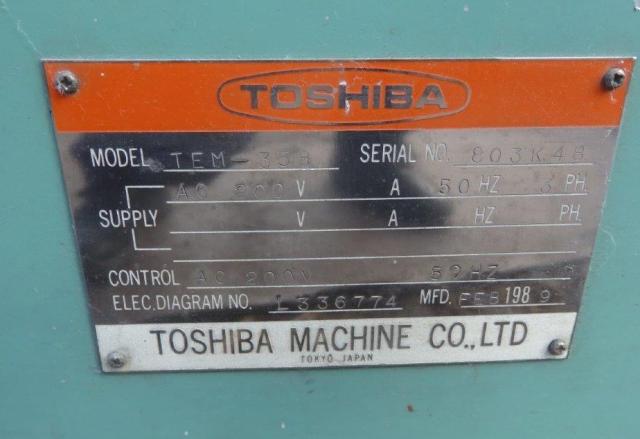 TOSHIBA
MODEL TEM-35B SERIAL NO. 803K48
SUPPLY
AC 200 V A 50 HZ 3 PH
V A HZ PH
CONTROL AC 200V 50HZ
ELEC.DIAGRAM NO. L336774 MFD. FEB 1989
TOSHIBA MACHINE CO.,LTD
TOKYO JAPAN